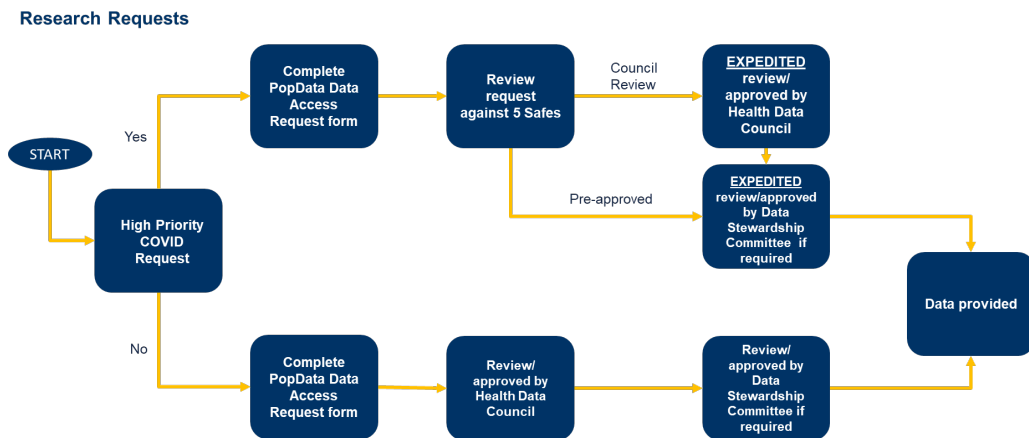 Research Requests
START
High Priority
COVID
Request
Yes
Complete
PopData Data
Access
Request form
Review
request
against 5 Safes
Council
Review
EXPEDITED
review/
approved by
Health Data
Council
Pre-approved
EXPEDITED
review/approved
by Data
Stewardship
Committee if
required
Data provided
No
Complete
PopData Data
Access
Request form
Review/
approved by
Health Data
Council
Review/
approved by
Data
Stewardship
Committee if
required